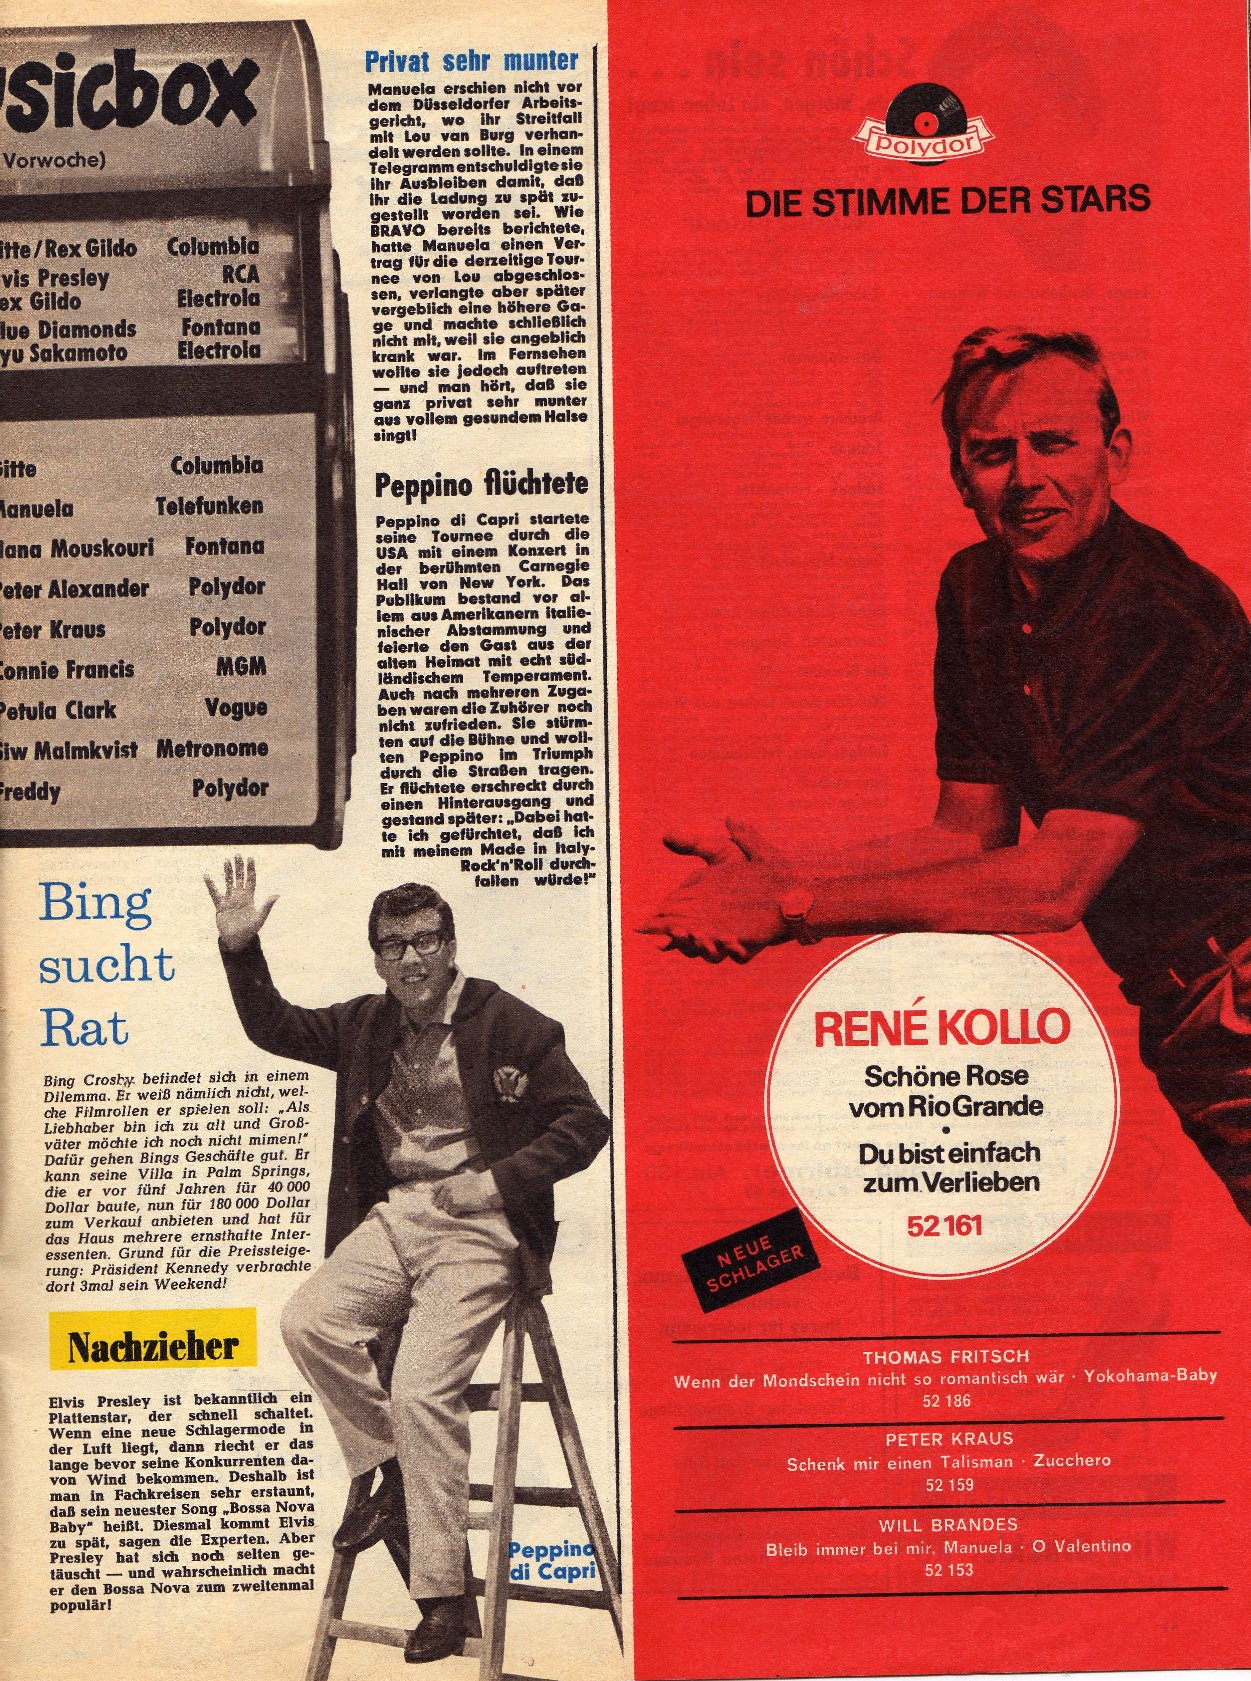 sicbox
Vorwoche)
itte/Rex Gildo Columbia
vis Presley RCA
ex Gildo Electrola
lue Diamonds Fontana
yu Sakamoto Electrola
Gitte Columbia
Manuela Telefunken
Nana Mouskouri Fontana
Peter Alexander Polydor
Peter Kraus Polydor
Connie Francis MGM
Petula Clark Vogue
Siw Malmkvist Metronome
Freddy Polydor
Privat sehr munter
Manuela erschien nicht vor
dem Düsseldorfer Arbeits-
gericht, wo ihr Streitfall
mit Lou van Burg verhan-
delt werden sollte. In einem
Telegramm entschuldigte sie
ihr Ausbleiben damit, daß
ihr die Ladung zu spät zu-
gestellt worden sei. Wie
BRAVO bereits berichtete,
hatte Manuela einen Ver-
trag für die derzeitige Tour-
nee von Lou abgeschlos-
sen, verlangte aber später
vergeblich eine höhere Ga-
ge und machte schließlich
nicht mit, weil sie angeblich
krank war. Im Fernsehen
wollte sie jedoch auftreten
— und man hört, daß sie
ganz privat sehr munter
aus vollem gesundem Halse
singt!
Peppino flüchtete
Peppino di Capri startete
seine Tournee durch die
USA mit einem Konzert in
der berühmten Carnegie
Hall von New York. Das
Publikum bestand vor al-
lem aus Amerikanern italie-
nischer Abstammung und
feierte den Gast aus der
alten Heimat mit echt süd-
ländischem Temperament.
Auch nach mehreren Zuga-
ben waren die Zuhörer noch
nicht zufrieden. Sie stürm-
ten auf die Bühne und woll-
ten Peppino im Triumph
durch die Straßen tragen.
Er flüchtete erschreckt durch
einen Hinterausgang und
gestand später: „Dabei hat-
te ich gefürchtet, daß ich
mit meinem Made in Italy-
Rock'n'Roll durch-
fallen würde!"
Bing
sucht
Rat
Bing Crosby befindet sich in einem
Dilemma. Er weiß nämlich nicht, wel-
che Filmrollen er spielen soll: „Als
Liebhaber bin ich zu alt und Groß-
väter möchte ich noch nicht mimen!"
Dafür gehen Bings Geschäfte gut. Er
kann seine Villa in Palm Springs,
die er vor fünf Jahren für 40 000
Dollar baute, nun für 180 000 Dollar
zum Verkauf anbieten und hat für
das Haus mehrere ernsthafte Inter-
essenten. Grund für die Preissteige-
rung: Präsident Kennedy verbrachte
dort 3mal sein Weekend!
Nachzieher
Elvis Presley ist bekanntlich ein
Plattenstar, der schnell schaltet.
Wenn eine neue Schlagermode in
der Luft liegt, dann riecht er das
lange bevor seine Konkurrenten da-
von Wind bekommen. Deshalb ist
man in Fachkreisen sehr erstaunt,
daß sein neuester Song „Bossa Nova
Baby" heißt. Diesmal kommt Elvis
zu spät, sagen die Experten. Aber
Presley hat sich noch selten ge-
täuscht — und wahrscheinlich macht
er den Bossa Nova zum zweitenmal
populär!
Peppino
di Capri
Polydor
DIE STIMME DER STARS
RENÉ KOLLO
Schöne Rose
vom Rio Grande
•
Du bist einfach
zum Verlieben
52 161
NEUE
SCHLAGER
THOMAS FRITSCH
Wenn der Mondschein nicht so romantisch wär · Yokohama-Baby
52 186
PETER KRAUS
Schenk mir einen Talisman · Zucchero
52 159
WILL BRANDES
Bleib immer bei mir, Manuela · O Valentino
52 153